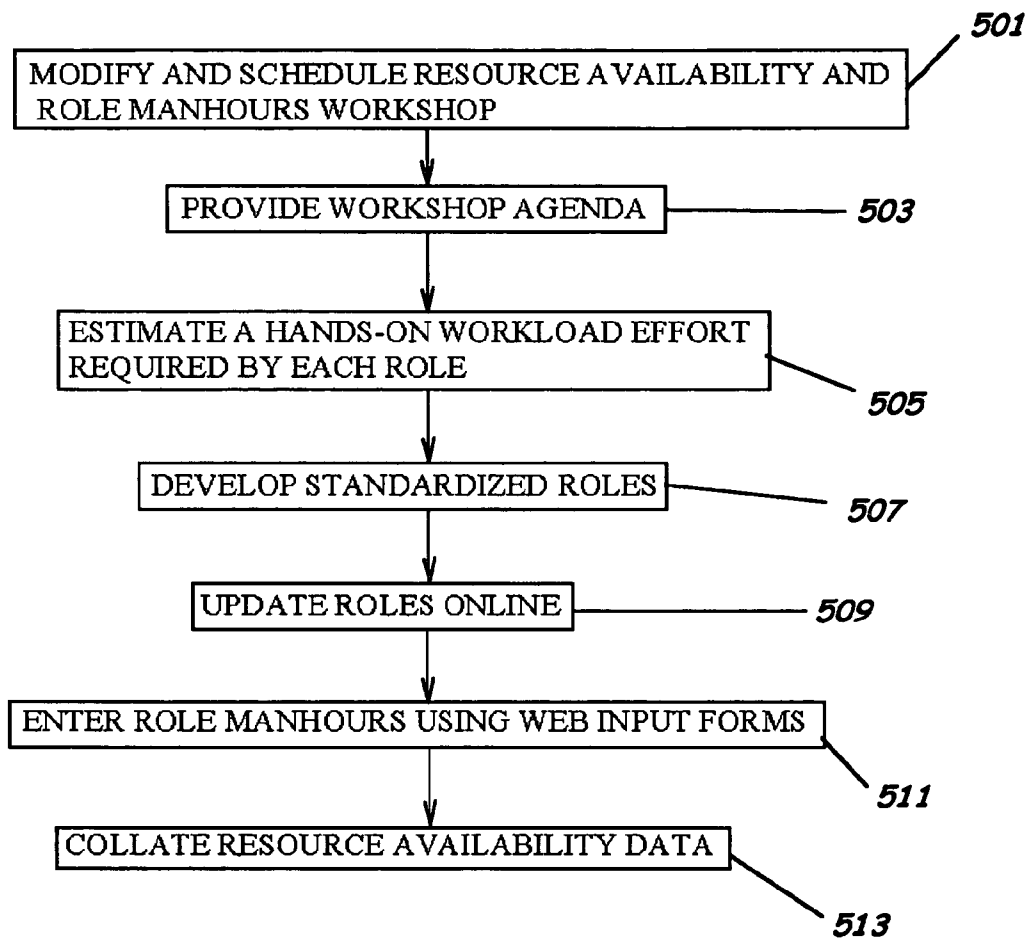 501
MODIFY AND SCHEDULE RESOURCE AVAILABILITY AND
ROLE MANHOURS WORKSHOP
PROVIDE WORKSHOP AGENDA
503
ESTIMATE A HANDS-ON WORKLOAD EFFORT
REQUIRED BY EACH ROLE
505
DEVELOP STANDARDIZED ROLES
507
UPDATE ROLES ONLINE
509
ENTER ROLE MANHOURS USING WEB INPUT FORMS
511
COLLATE RESOURCE AVAILABILITY DATA
513